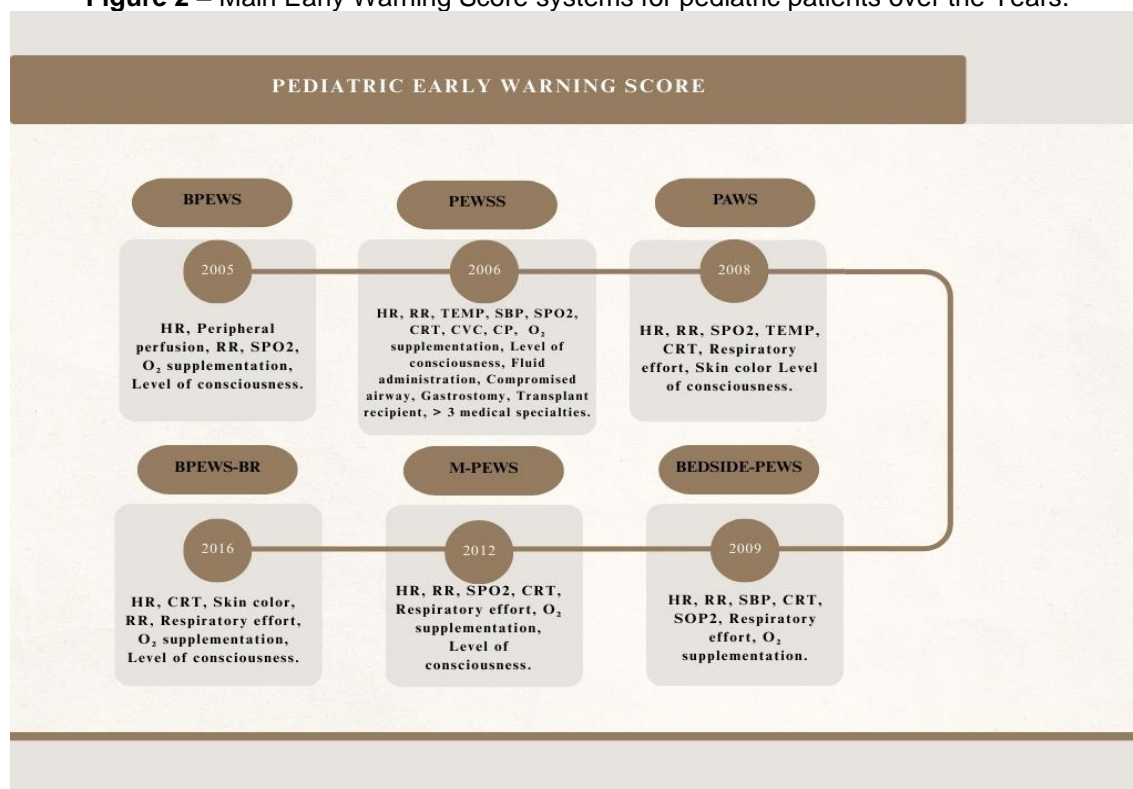 Figure 2 – Main Early Warning Score systems for pediatric patients over the Years.
PEDIATRIC EARLY WARNING SCORE
BPEWS
2005
HR, Peripheral
perfusion, RR, SPO2,
O₂ supplementation,
Level of consciousness.
PEWSS
2006
HR, RR, TEMP, SBP, SPO2,
CRT, CVC, CP, O₂
supplementation, Level of
consciousness, Fluid
administration, Compromised
airway, Gastrostomy, Transplant
recipient, > 3 medical specialties.
PAWS
2008
HR, RR, SPO2, TEMP,
CRT, Respiratory
effort, Skin color Level
of consciousness.
BEDSIDE-PEWS
2009
HR, RR, SBP, CRT,
SOP2, Respiratory
effort, O₂
supplementation.
M-PEWS
2012
HR, RR, SPO2, CRT,
Respiratory effort, O₂
supplementation,
Level of
consciousness.
BPEWS-BR
2016
HR, CRT, Skin color,
RR, Respiratory effort,
O₂ supplementation,
Level of consciousness.